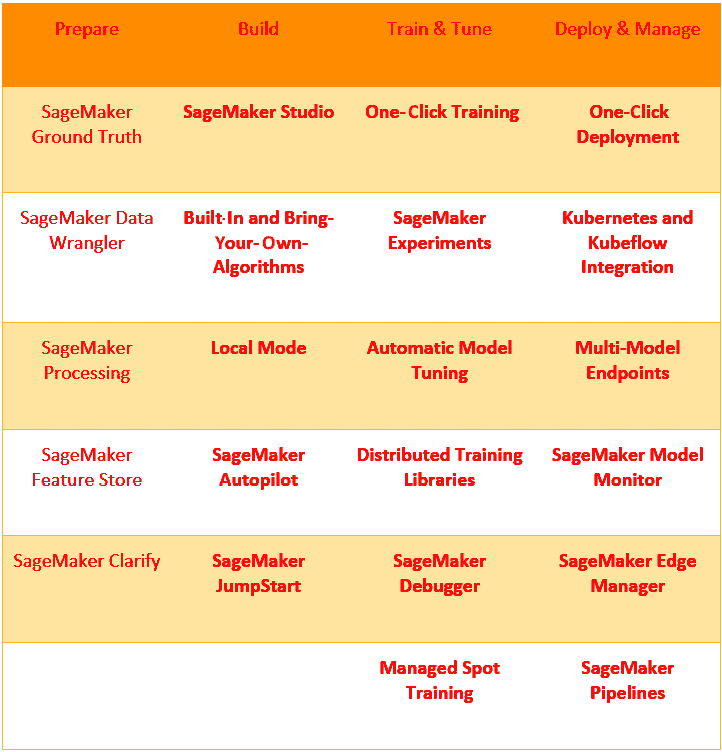 Prepare
Build
Train & Tune
Deploy & Manage
SageMaker
Ground Truth
SageMaker Studio
One- Click Training
One-Click
Deployment
SageMaker Data
Wrangler
Built-In and Bring-
Your- Own-
Algorithms
SageMaker
Experiments
Kubernetes and
Kubeflow
Integration
SageMaker
Processing
Local Mode
Automatic Model
Tuning
Multi-Model
Endpoints
SageMaker
Feature Store
SageMaker
Autopilot
Distributed Training
Libraries
SageMaker Model
Monitor
SageMaker Clarify
SageMaker
JumpStart
SageMaker
Debugger
SageMaker Edge
Manager
Managed Spot
Training
SageMaker
Pipelines